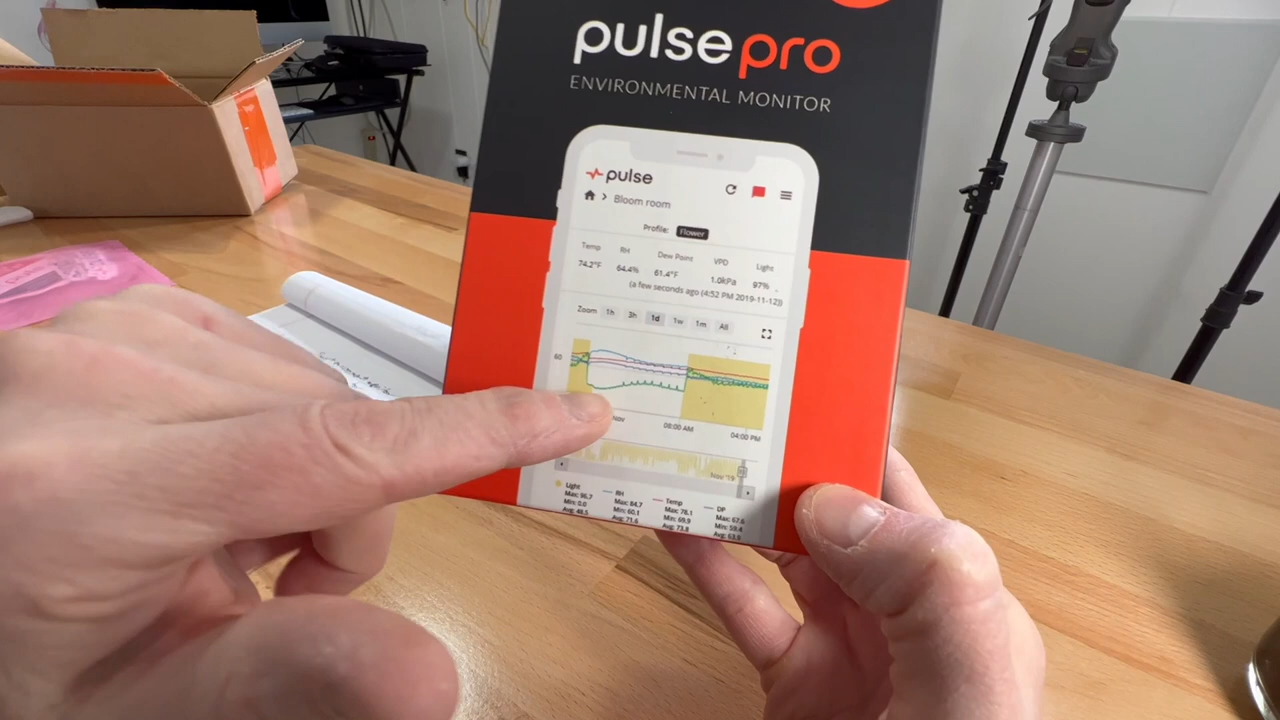 pulse pro
ENVIRONMENTAL MONITOR
pulse
Bloom room
Profile: Flower
Temp RH Dew Point VPD Light
74.2°F 64.4% 61.4°F 1.0kPa 97%
(a few seconds ago (4:52 PM 2019-11-12))
Zoom 1h 3h 1d 1w 1m All
60
Nov 08:00 AM 04:00 PM
Nov '19
Light RH Temp DP
Max: 96.7 Max: 84.7 Max: 78.1 Max: 67.6
Min: 0.0 Min: 60.1 Min: 69.9 Min: 59.4
Avg: 48.5 Avg: 71.6 Avg: 73.8 Avg: 63.9